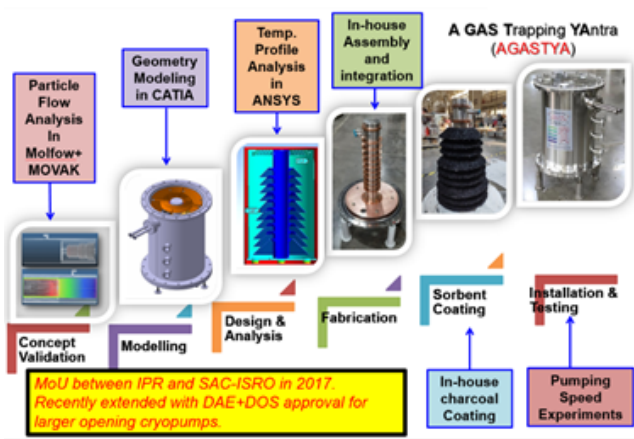 Particle
Flow
Analysis
In
Molfow+
MOVAK
Geometry
Modeling
in CATIA
Temp.
Profile
Analysis
in
ANSYS
In-house
Assembly
and
integration
A GAS Trapping YAntra
(AGASTYA)
Concept
Validation
Modelling
Design &
Analysis
Fabrication
Sorbent
Coating
Installation &
Testing
MoU between IPR and SAC-ISRO in 2017.
Recently extended with DAE+DOS approval for
larger opening cryopumps.
In-house
charcoal
Coating
Pumping
Speed
Experiments